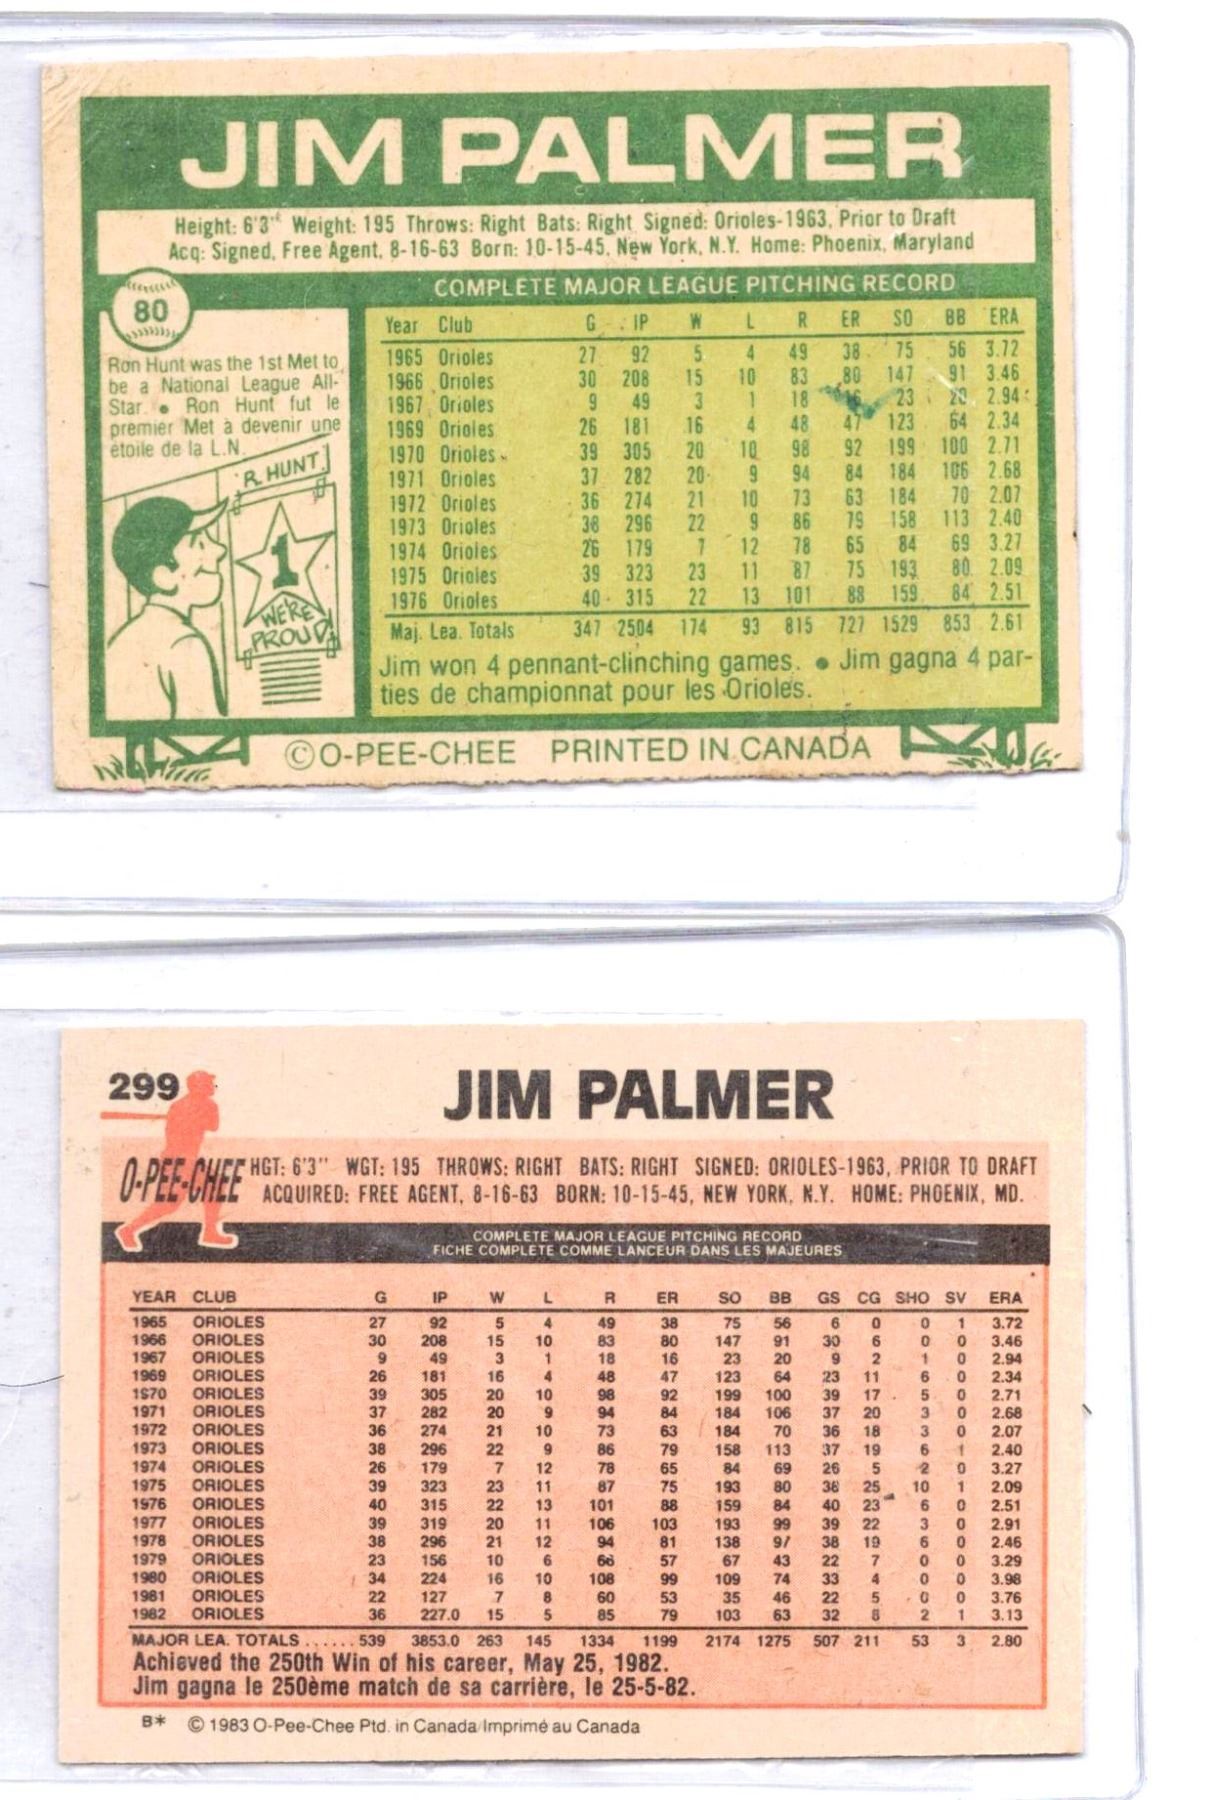 JIM PALMER
Height: 6'3" Weight: 195 Throws: Right Bats: Right Signed: Orioles-1963, Prior to Draft
Acq: Signed, Free Agent, 8-16-63 Born: 10-15-45, New York, N.Y. Home: Phoenix, Maryland
80
Ron Hunt was the 1st Met to
be a National League All-
Star. • Ron Hunt fut le
premier Met à devenir une
étoile de la L.N.
R. HUNT
1
WE'RE
PROUD
COMPLETE MAJOR LEAGUE PITCHING RECORD
Year Club G IP W L R ER SO BB ERA
1965 Orioles 27 92 5 4 49 38 75 56 3.72
1966 Orioles 30 208 15 10 83 80 147 91 3.46
1967 Orioles 9 49 3 1 18 16 23 20 2.94
1969 Orioles 26 181 16 4 48 47 123 64 2.34
1970 Orioles 39 305 20 10 98 92 199 100 2.71
1971 Orioles 37 282 20 9 94 84 184 106 2.68
1972 Orioles 36 274 21 10 73 63 184 70 2.07
1973 Orioles 38 296 22 9 86 79 158 113 2.40
1974 Orioles 26 179 7 12 78 65 84 69 3.27
1975 Orioles 39 323 23 11 87 75 193 80 2.09
1976 Orioles 40 315 22 13 101 88 159 84 2.51
Maj. Lea. Totals 347 2504 174 93 815 727 1529 853 2.61
Jim won 4 pennant-clinching games. • Jim gagna 4 par-
ties de championnat pour les Orioles.
© O-PEE-CHEE PRINTED IN CANADA
299
JIM PALMER
O-PEE-CHEE
HGT: 6'3" WGT: 195 THROWS: RIGHT BATS: RIGHT SIGNED: ORIOLES-1963, PRIOR TO DRAFT
ACQUIRED: FREE AGENT, 8-16-63 BORN: 10-15-45, NEW YORK, N.Y. HOME: PHOENIX, MD.
COMPLETE MAJOR LEAGUE PITCHING RECORD
FICHE COMPLETE COMME LANCEUR DANS LES MAJEURES
YEAR CLUB G IP W L R ER SO BB GS CG SHO SV ERA
1965 ORIOLES 27 92 5 4 49 38 75 56 6 0 0 1 3.72
1966 ORIOLES 30 208 15 10 83 80 147 91 30 6 0 0 3.46
1967 ORIOLES 9 49 3 1 18 16 23 20 9 2 1 0 2.94
1969 ORIOLES 26 181 16 4 48 47 123 64 23 11 6 0 2.34
1970 ORIOLES 39 305 20 10 98 92 199 100 39 17 5 0 2.71
1971 ORIOLES 37 282 20 9 94 84 184 106 37 20 3 0 2.68
1972 ORIOLES 36 274 21 10 73 63 184 70 36 18 3 0 2.07
1973 ORIOLES 38 296 22 9 86 79 158 113 37 19 6 1 2.40
1974 ORIOLES 26 179 7 12 78 65 84 69 26 5 2 0 3.27
1975 ORIOLES 39 323 23 11 87 75 193 80 38 25 10 1 2.09
1976 ORIOLES 40 315 22 13 101 88 159 84 40 23 6 0 2.51
1977 ORIOLES 39 319 20 11 106 103 193 99 39 22 3 0 2.91
1978 ORIOLES 38 296 21 12 94 81 138 97 38 19 6 0 2.46
1979 ORIOLES 23 156 10 6 66 57 67 43 22 7 0 0 3.29
1980 ORIOLES 34 224 16 10 108 99 109 74 33 4 0 0 3.98
1981 ORIOLES 22 127 7 8 60 53 35 46 22 5 0 0 3.76
1982 ORIOLES 36 227.0 15 5 85 79 103 63 32 8 2 1 3.13
MAJOR LEA. TOTALS ...... 539 3853.0 263 145 1334 1199 2174 1275 507 211 53 3 2.80
Achieved the 250th Win of his career, May 25, 1982.
Jim gagna le 250ème match de sa carrière, le 25-5-82.
B* © 1983 O-Pee-Chee Ptd. in Canada/Imprimé au Canada